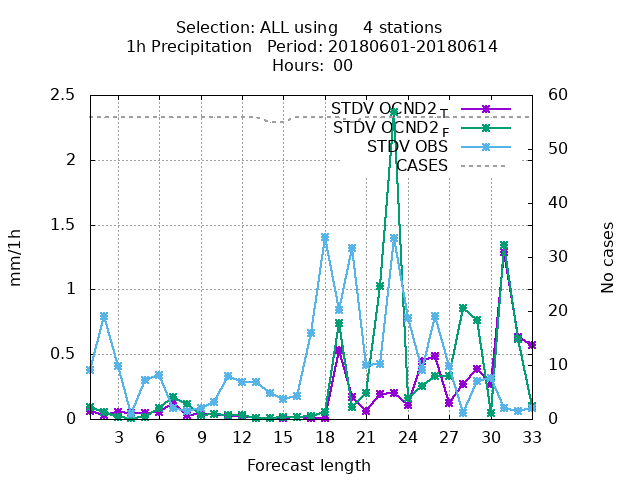 Selection: ALL using     4 stations
1h Precipitation   Period: 20180601-20180614
Hours:  00
2.5
2
1.5
1
0.5
0
mm/1h
60
50
40
30
20
10
0
No cases
STDV OCND2 T
STDV OCND2 F
STDV OBS
CASES
3 6 9 12 15 18 21 24 27 30 33
Forecast length